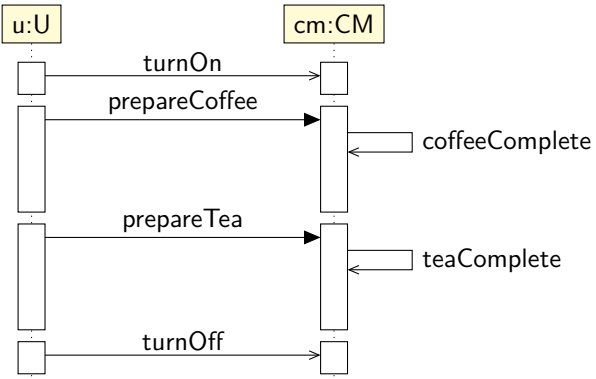 u:U
cm:CM
turnOn
prepareCoffee
coffeeComplete
prepareTea
teaComplete
turnOff